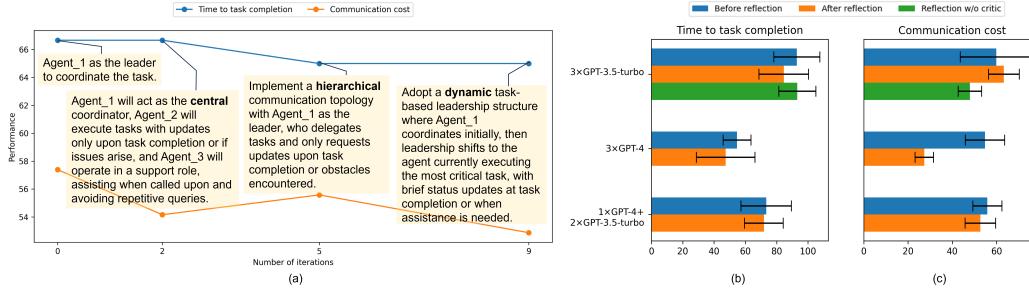 Time to task completion
Communication cost
Performance
66
64
62
60
58
56
54
Agent_1 as the leader
to coordinate the task.
Agent_1 will act as the central
coordinator, Agent_2 will
execute tasks with updates
only upon task completion or if
issues arise, and Agent_3 will
operate in a support role,
assisting when called upon and
avoiding repetitive queries.
Implement a hierarchical
communication topology
with Agent_1 as the
leader, who delegates
tasks and only requests
updates upon task
completion or obstacles
encountered.
Adopt a dynamic task-
based leadership structure
where Agent_1
coordinates initially, then
leadership shifts to the
agent currently executing
the most critical task, with
brief status updates at task
completion or when
assistance is needed.
0 2 5 9
Number of iterations
(a)
Before reflection
After reflection
Reflection w/o critic
Time to task completion
3×GPT-3.5-turbo
3×GPT-4
1×GPT-4+
2×GPT-3.5-turbo
0 20 40 60 80 100
(b)
Communication cost
0 20 40 60
(c)